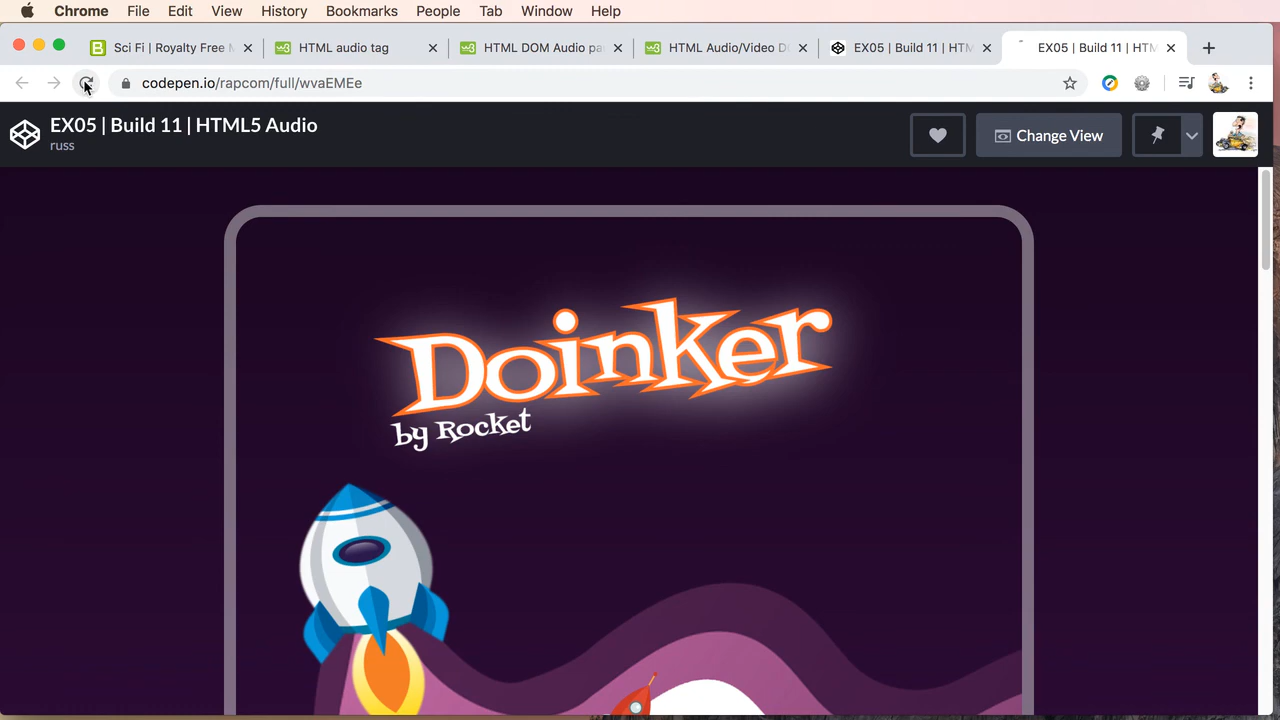 Chrome File Edit View History Bookmarks People Tab Window Help
Sci Fi | Royalty Free M
HTML audio tag
HTML DOM Audio pa
HTML Audio/Video D
EX05 | Build 11 | HTM
EX05 | Build 11 | HTM
codepen.io/rapcom/full/wvaEMEe
EX05 | Build 11 | HTML5 Audio
russ
Change View
Doinker
by Rocket